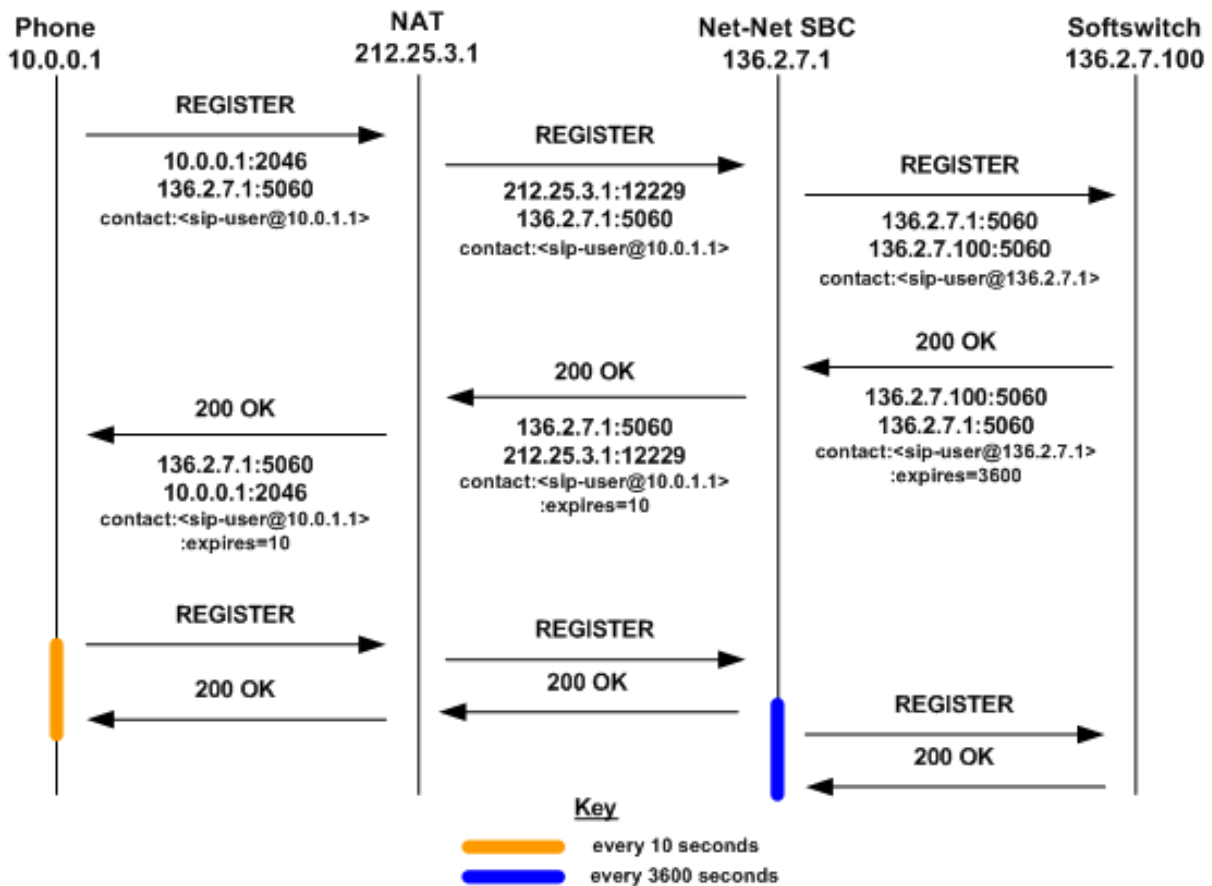 Phone
10.0.0.1
NAT
212.25.3.1
Net-Net SBC
136.2.7.1
Softswitch
136.2.7.100
REGISTER
10.0.0.1:2046
136.2.7.1:5060
contact:<sip-user@10.0.1.1>
REGISTER
212.25.3.1:12229
136.2.7.1:5060
contact:<sip-user@10.0.1.1>
REGISTER
136.2.7.1:5060
136.2.7.100:5060
contact:<sip-user@136.2.7.1>
200 OK
136.2.7.100:5060
136.2.7.1:5060
contact:<sip-user@136.2.7.1>
:expires=3600
200 OK
136.2.7.1:5060
212.25.3.1:12229
contact:<sip-user@10.0.1.1>
:expires=10
200 OK
136.2.7.1:5060
10.0.0.1:2046
contact:<sip-user@10.0.1.1>
:expires=10
REGISTER
REGISTER
200 OK
200 OK
REGISTER
200 OK
Key
every 10 seconds
every 3600 seconds